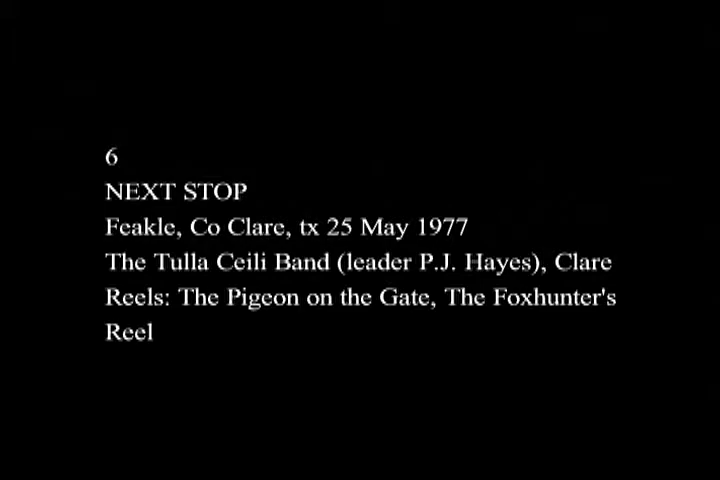 6
NEXT STOP
Feakle, Co Clare, tx 25 May 1977
The Tulla Ceili Band (leader P.J. Hayes), Clare
Reels: The Pigeon on the Gate, The Foxhunter's
Reel